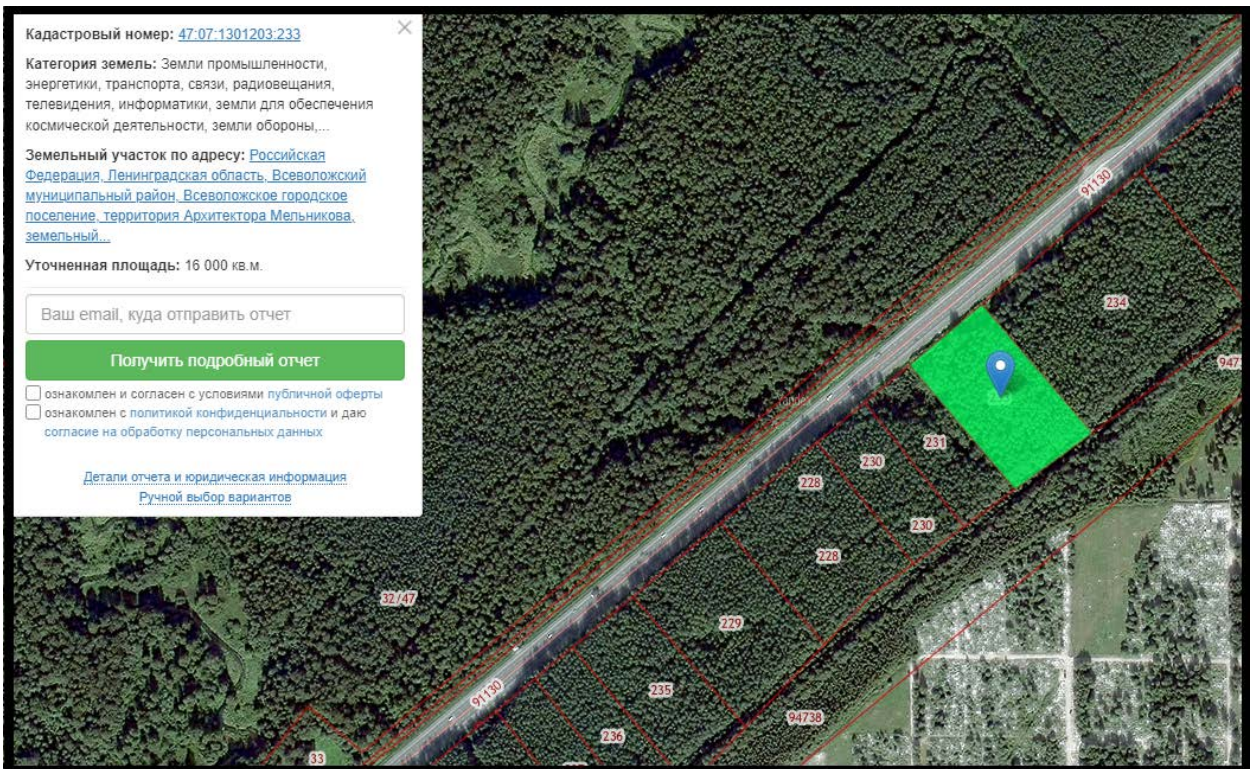 Кадастровый номер: 47:07:1301203:233
×
Категория земель: Земли промышленности,
энергетики, транспорта, связи, радиовещания,
телевидения, информатики, земли для обеспечения
космической деятельности, земли обороны,...
Земельный участок по адресу: Российская
Федерация, Ленинградская область, Всеволожский
муниципальный район, Всеволожское городское
поселение, территория Архитектора Мельникова,
земельный...
Уточненная площадь: 16 000 кв.м.
Ваш email, куда отправить отчет
Получить подробный отчет
ознакомлен и согласен с условиями публичной оферты
ознакомлен с политикой конфиденциальности и даю
согласие на обработку персональных данных
Детали отчета и юридическая информация
Ручной выбор вариантов
91130
234
9473
Yandex
231
230
228
230
228
32/47
229
235
94738
91130
236
33